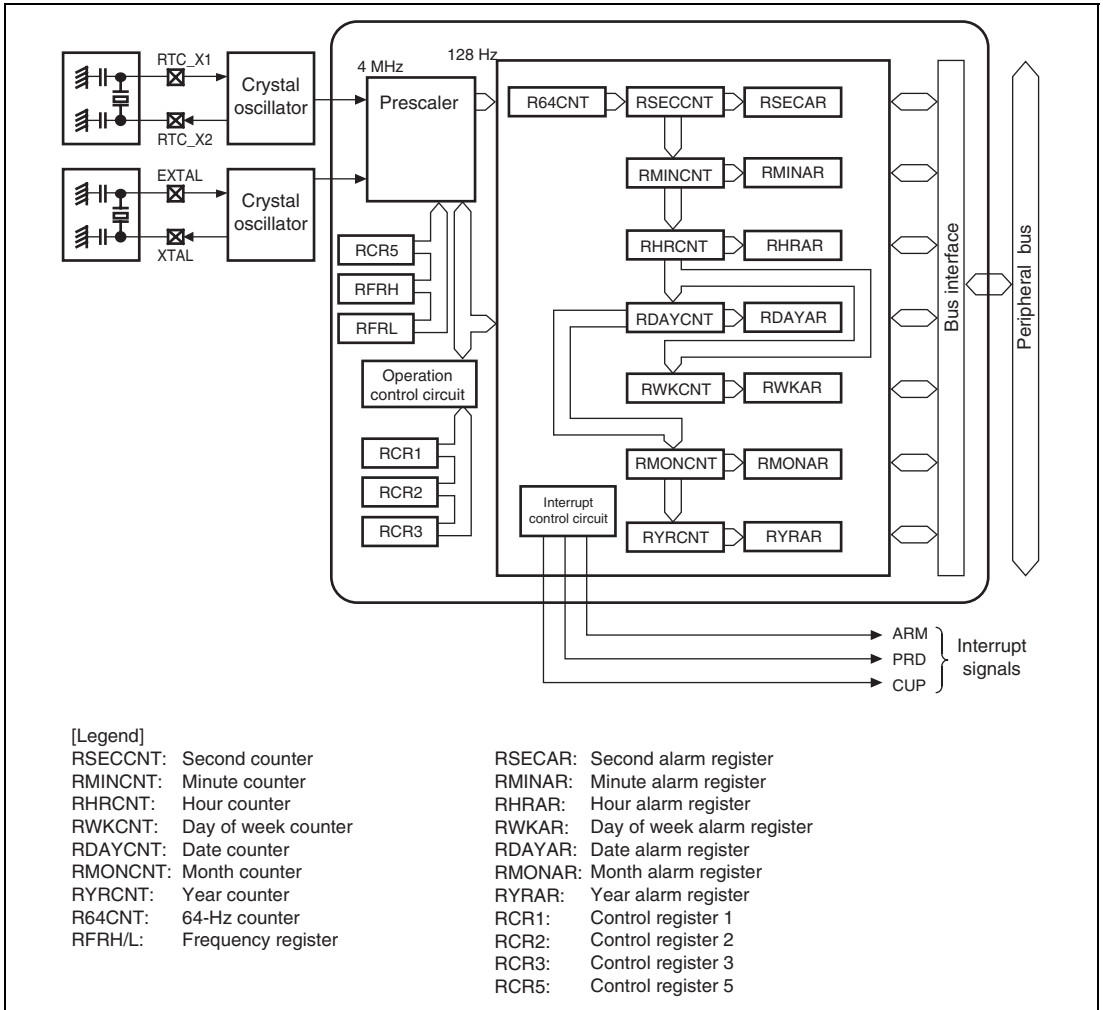 RTC_X1
RTC_X2
Crystal
oscillator
EXTAL
XTAL
Crystal
oscillator
4 MHz
128 Hz
Prescaler
RCR5
RFRH
RFRL
Operation
control circuit
RCR1
RCR2
RCR3
R64CNT
RSECCNT
RSECAR
RMINCNT
RMINAR
RHRCNT
RHRAR
RDAYCNT
RDAYAR
RWKCNT
RWKAR
RMONCNT
RMONAR
RYRCNT
RYRAR
Interrupt
control circuit
Bus interface
Peripheral bus
ARM
PRD
CUP
Interrupt
signals
[Legend]
RSECCNT: Second counter
RMINCNT: Minute counter
RHRCNT: Hour counter
RWKCNT: Day of week counter
RDAYCNT: Date counter
RMONCNT: Month counter
RYRCNT: Year counter
R64CNT: 64-Hz counter
RFRH/L: Frequency register
RSECAR: Second alarm register
RMINAR: Minute alarm register
RHRAR: Hour alarm register
RWKAR: Day of week alarm register
RDAYAR: Date alarm register
RMONAR: Month alarm register
RYRAR: Year alarm register
RCR1: Control register 1
RCR2: Control register 2
RCR3: Control register 3
RCR5: Control register 5